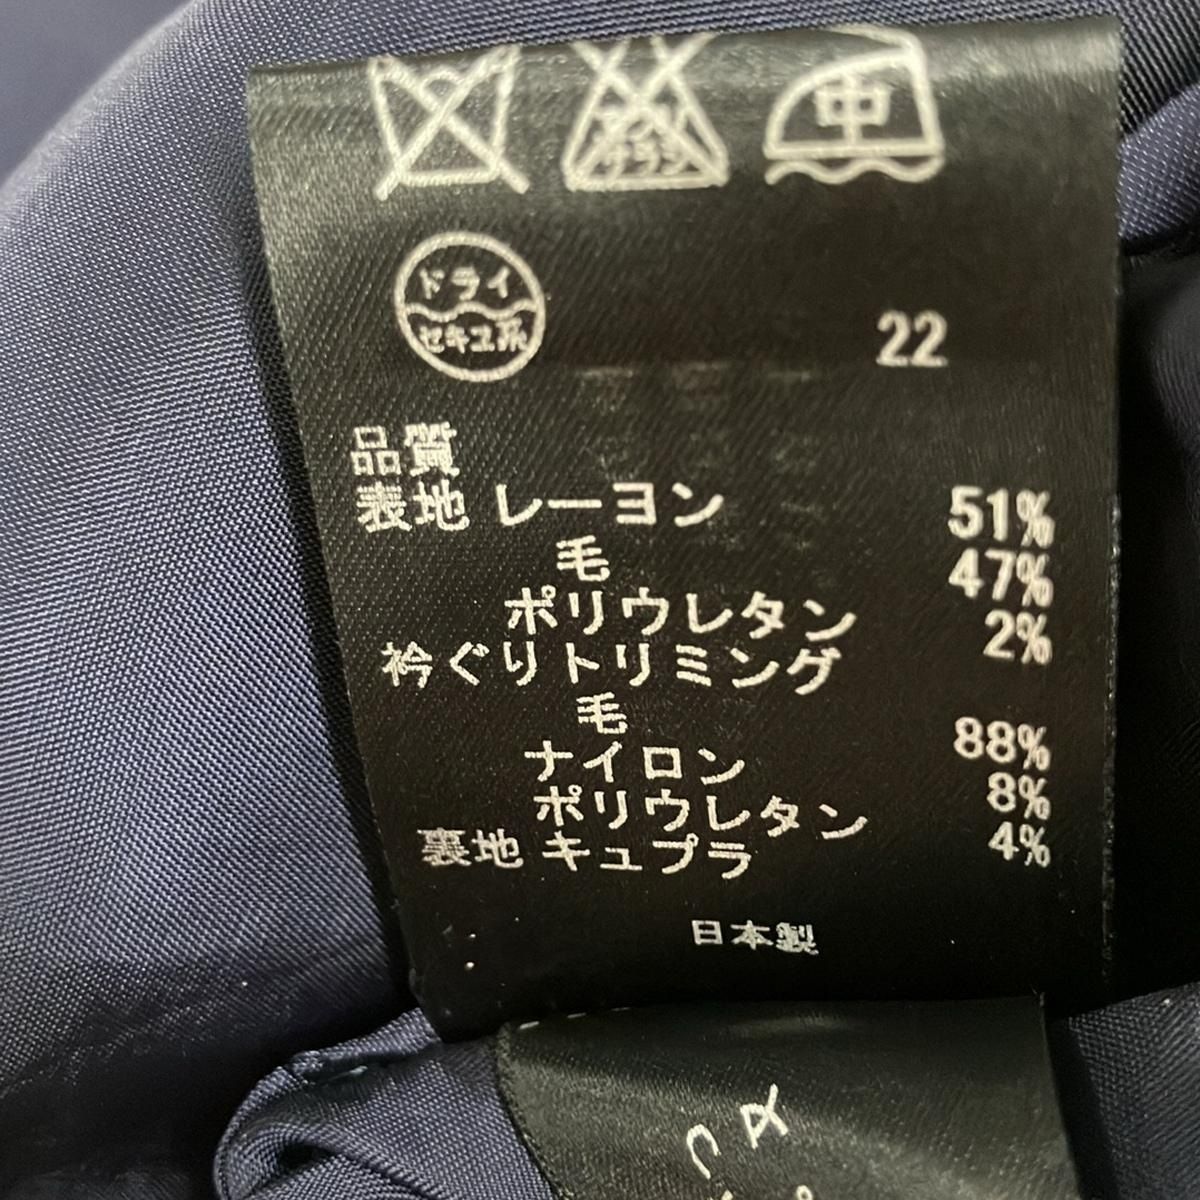 中
ドライ
セキユ系
22
品質
表地 レーヨン 51%
毛 47%
ポリウレタン 2%
衿ぐりトリミング
毛 88%
ナイロン 8%
ポリウレタン 4%
裏地 キュプラ
日本製